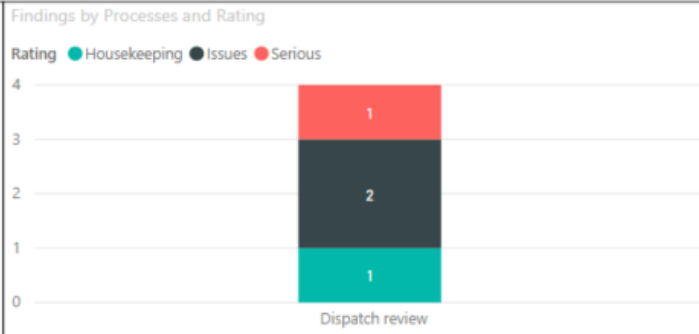 Findings by Processes and Rating
Rating Housekeeping Issues Serious
4
1
3
2
2
1
1
0
Dispatch review